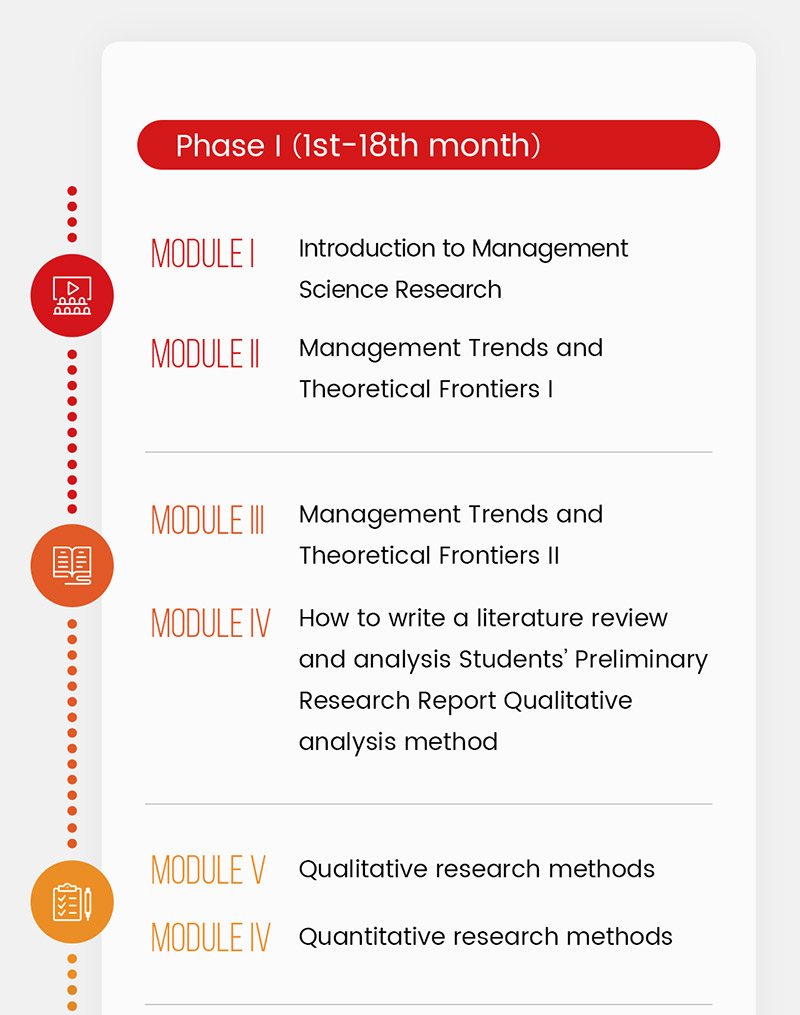 Phase I (1st-18th month)
MODULE I Introduction to Management
Science Research
MODULE II Management Trends and
Theoretical Frontiers I
MODULE III Management Trends and
Theoretical Frontiers II
MODULE IV How to write a literature review
and analysis Students’ Preliminary
Research Report Qualitative
analysis method
MODULE V Qualitative research methods
MODULE IV Quantitative research methods